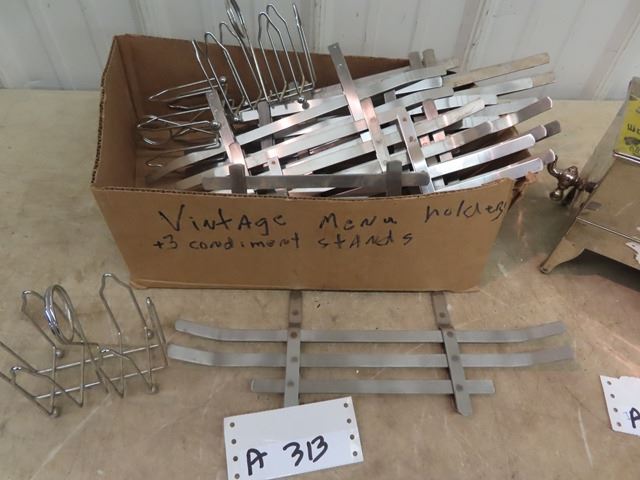 Vintage Menu holders
+3 condiment stands
A 313
A